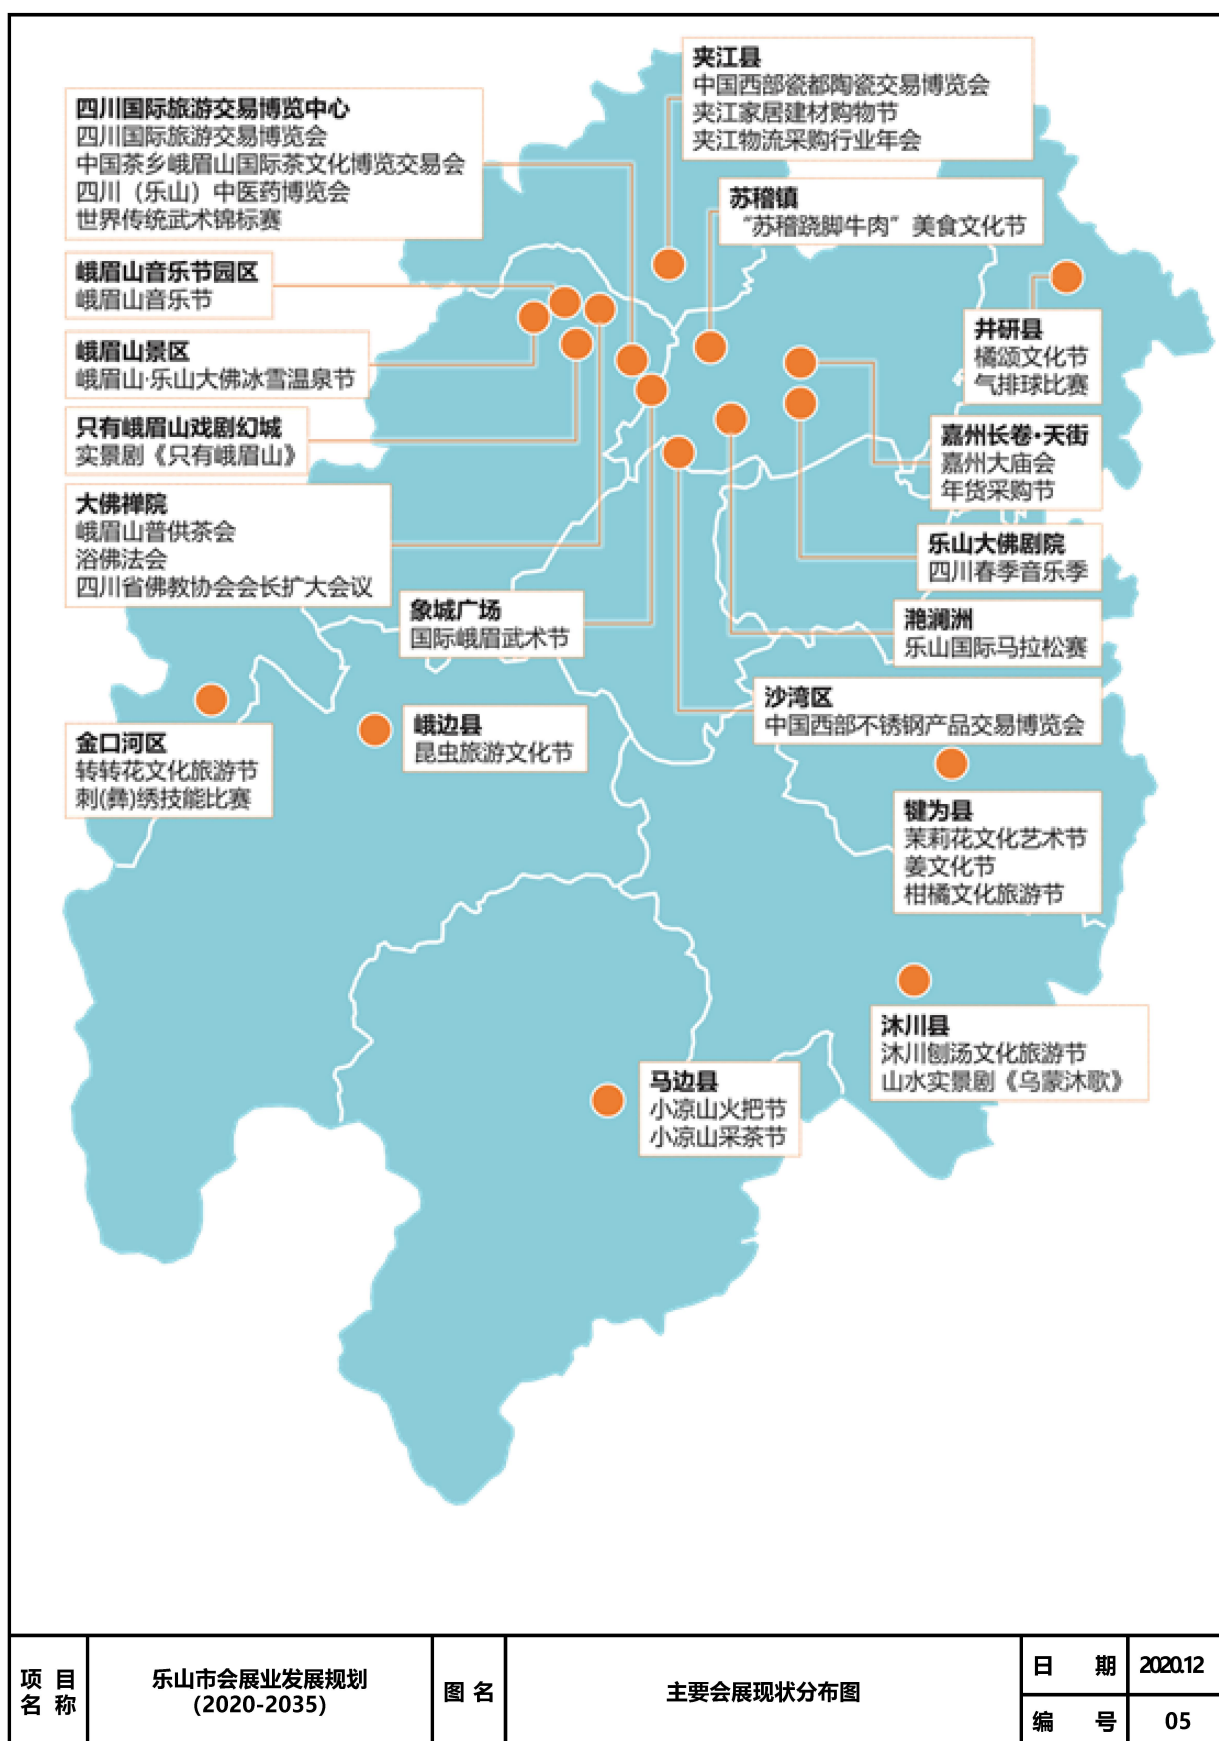 夹江县
中国西部瓷都陶瓷交易博览会
夹江家居建材购物节
夹江物流采购行业年会
四川国际旅游交易博览中心
四川国际旅游交易博览会
中国茶乡峨眉山国际茶文化博览交易会
四川（乐山）中医药博览会
世界传统武术锦标赛
苏稽镇
“苏稽跷脚牛肉”美食文化节
峨眉山音乐节园区
峨眉山音乐节
井研县
橘颂文化节
气排球比赛
峨眉山景区
峨眉山·乐山大佛冰雪温泉节
只有峨眉山戏剧幻城
实景剧《只有峨眉山》
嘉州长卷·天街
嘉州大庙会
年货采购节
大佛禅院
峨眉山普供茶会
浴佛法会
四川省佛教协会会长扩大会议
乐山大佛剧院
四川春季音乐季
象城广场
国际峨眉武术节
滟澜洲
乐山国际马拉松赛
沙湾区
中国西部不锈钢产品交易博览会
金口河区
转转花文化旅游节
刺(彝)绣技能比赛
峨边县
昆虫旅游文化节
犍为县
茉莉花文化艺术节
姜文化节
柑橘文化旅游节
沐川县
沐川刨汤文化旅游节
山水实景剧《乌蒙沐歌》
马边县
小凉山火把节
小凉山采茶节
项目
名称
乐山市会展业发展规划
(2020-2035)
图名
主要会展现状分布图
日期
2020.12
编号
05